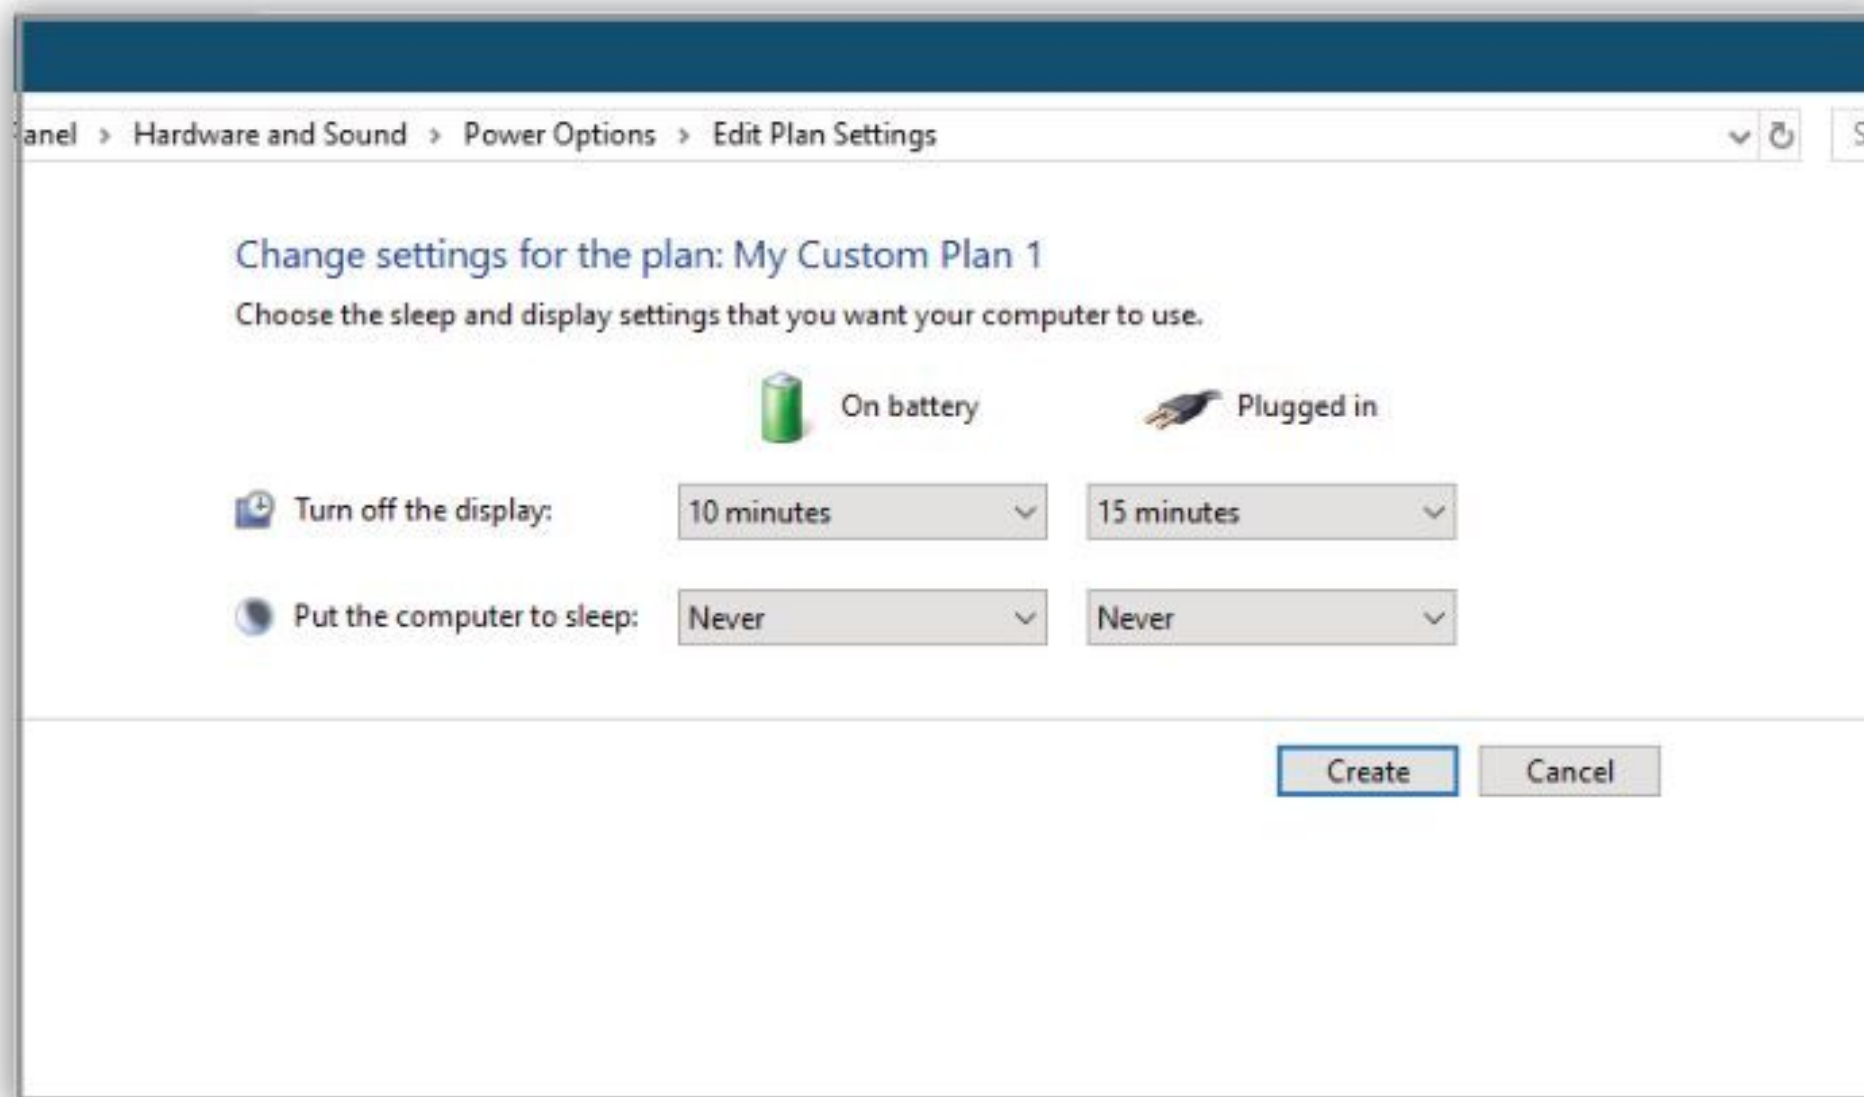 anel > Hardware and Sound > Power Options > Edit Plan Settings
Change settings for the plan: My Custom Plan 1
Choose the sleep and display settings that you want your computer to use.
On battery Plugged in
Turn off the display: 10 minutes 15 minutes
Put the computer to sleep: Never Never
Create Cancel